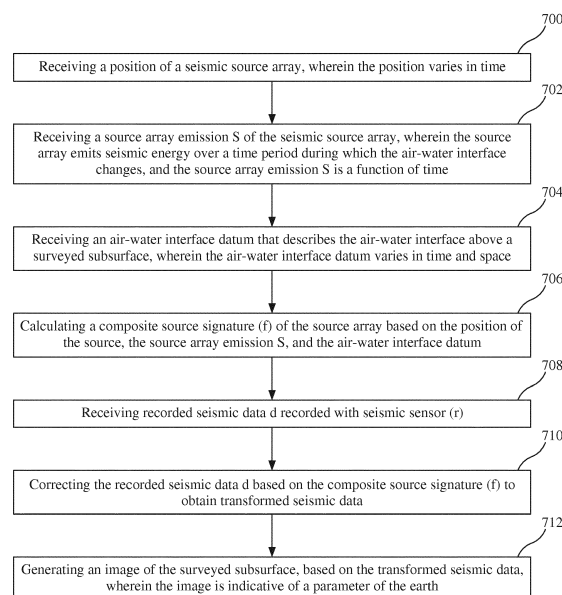 700
Receiving a position of a seismic source array, wherein the position varies in time
702
Receiving a source array emission S of the seismic source array, wherein the source
array emits seismic energy over a time period during which the air-water interface
changes, and the source array emission S is a function of time
704
Receiving an air-water interface datum that describes the air-water interface above a
surveyed subsurface, wherein the air-water interface datum varies in time and space
706
Calculating a composite source signature (f) of the source array based on the position of
the source, the source array emission S, and the air-water interface datum
708
Receiving recorded seismic data d recorded with seismic sensor (r)
710
Correcting the recorded seismic data d based on the composite source signature (f) to
obtain transformed seismic data
712
Generating an image of the surveyed subsurface, based on the transformed seismic data,
wherein the image is indicative of a parameter of the earth